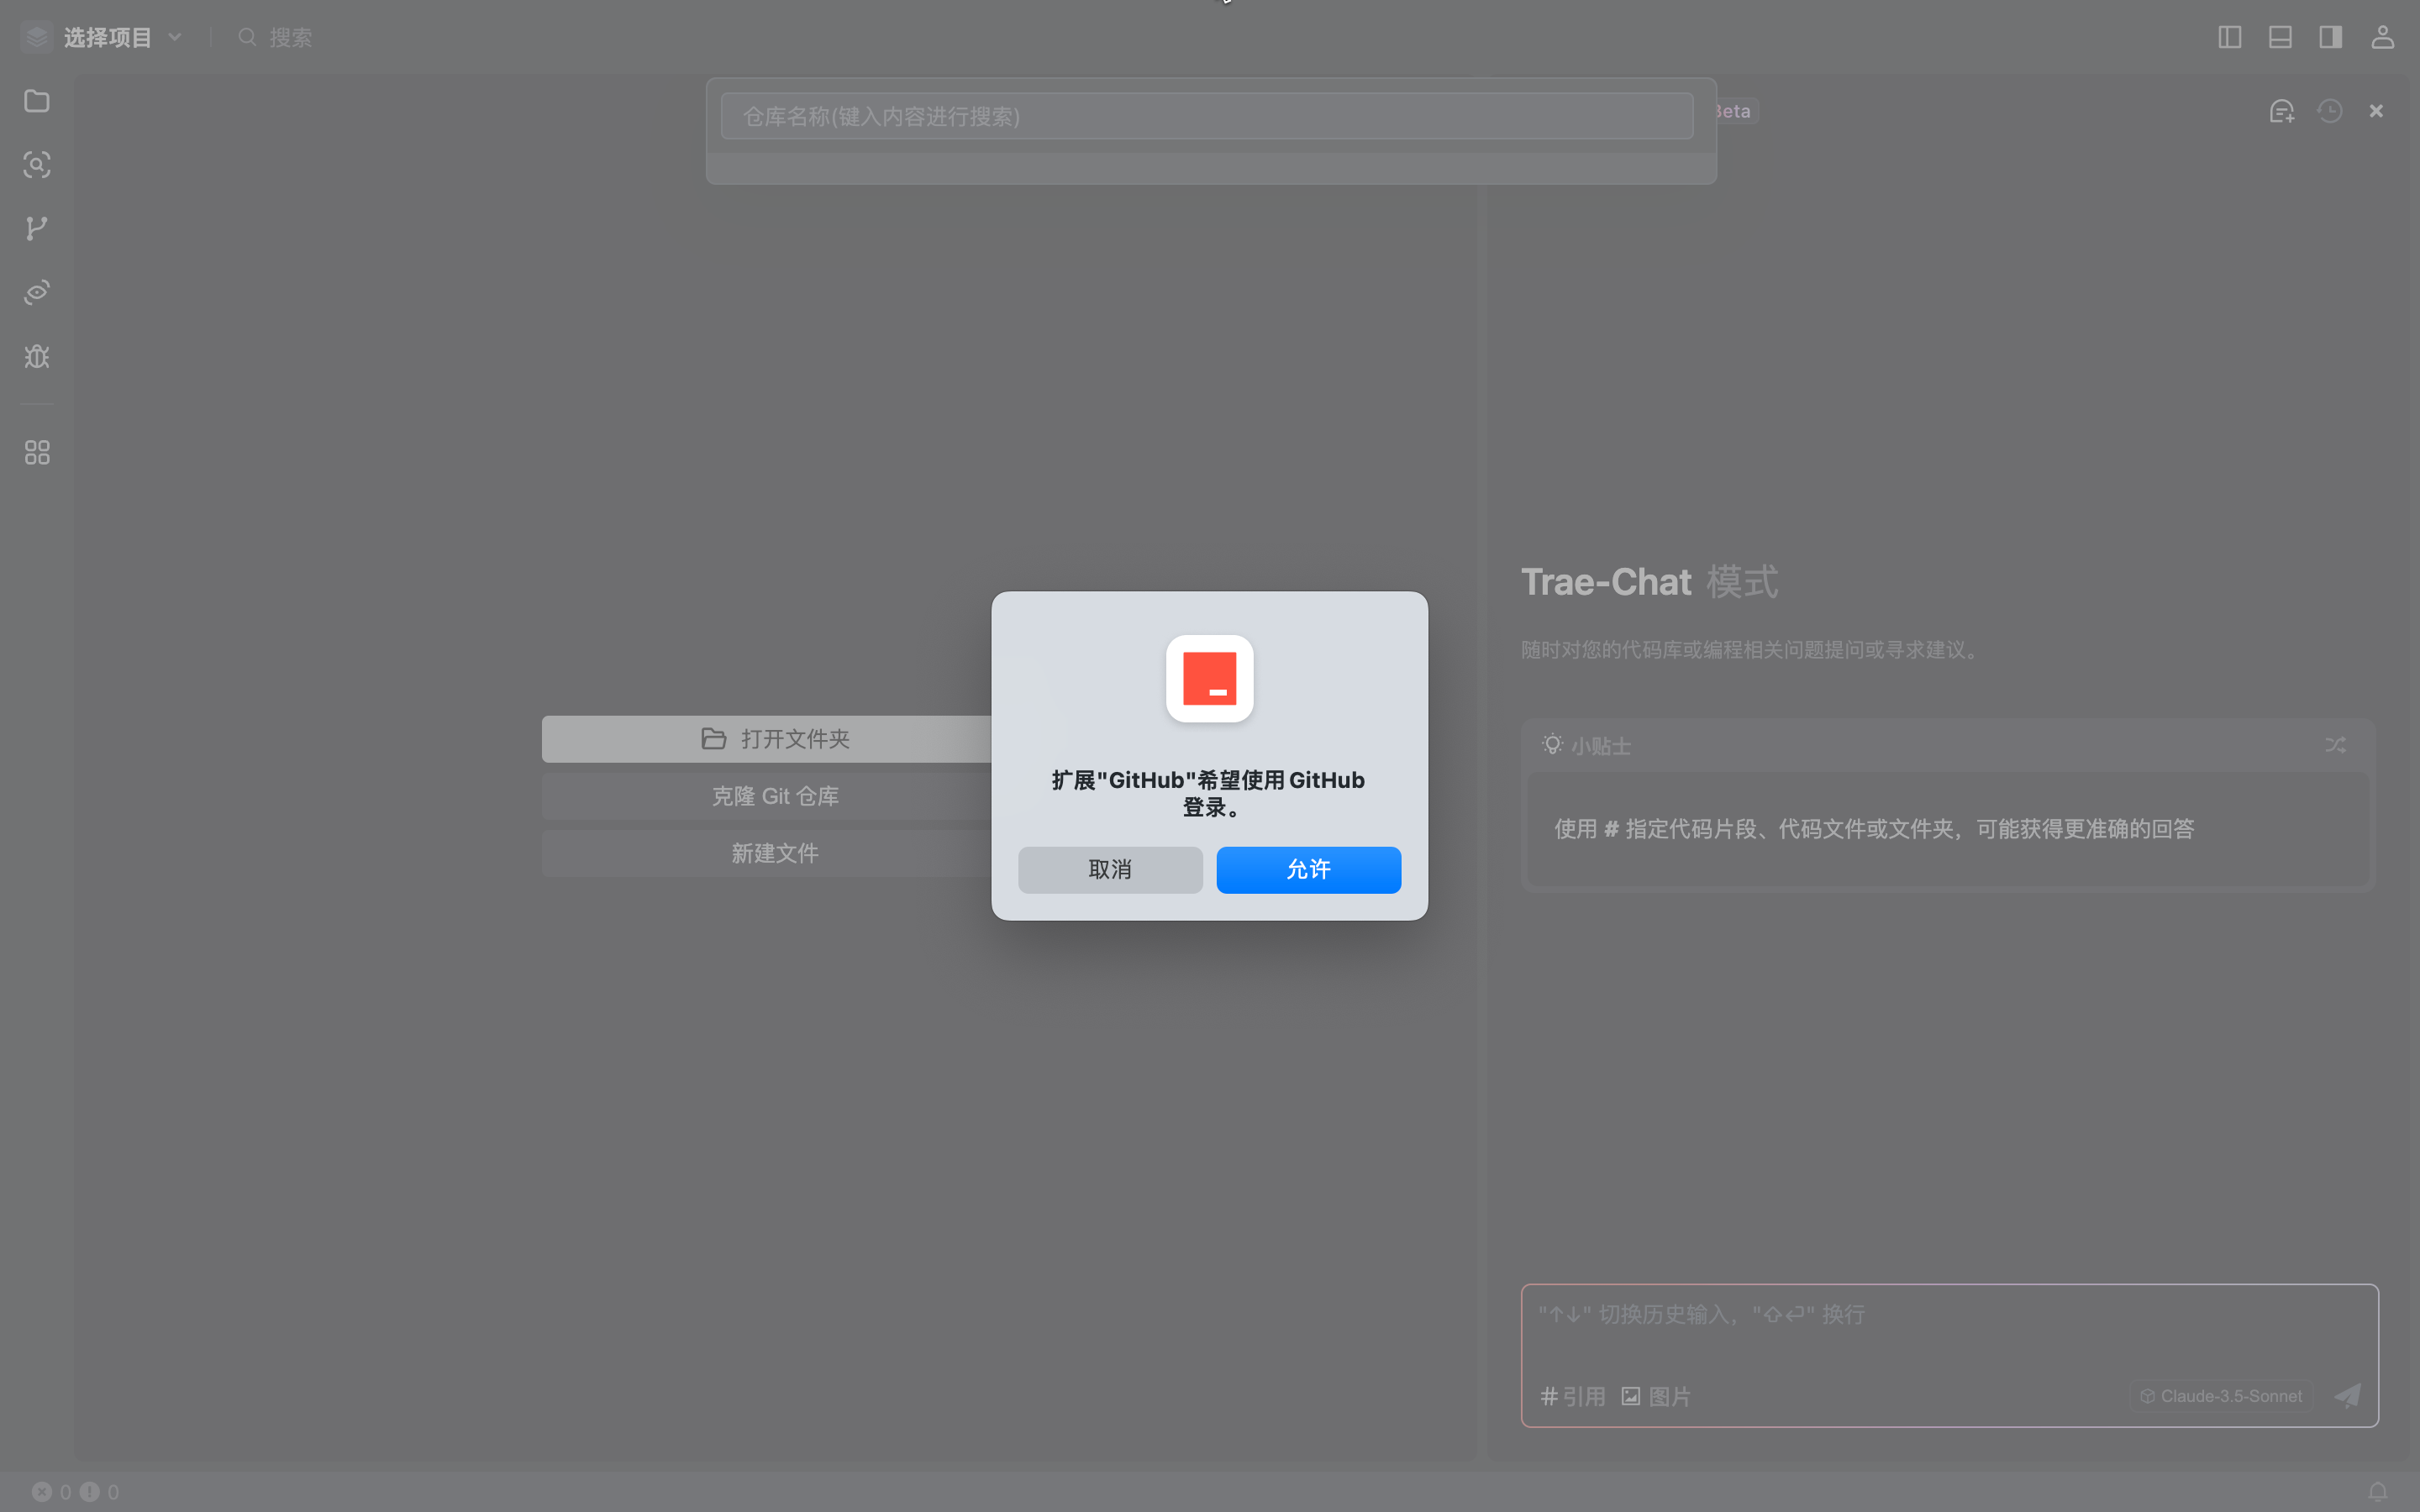 选择项目
搜索
仓库名称(键入内容进行搜索)
Beta
Trae-Chat 模式
随时对您的代码库或编程相关问题提问或寻求建议。
打开文件夹
克隆 Git 仓库
新建文件
扩展"GitHub"希望使用 GitHub
登录。
取消
允许
小贴士
使用 # 指定代码片段、代码文件或文件夹，可能获得更准确的回答
"↑↓" 切换历史输入，"⇧⏎" 换行
#引用 图片
Claude-3.5-Sonnet
0 0